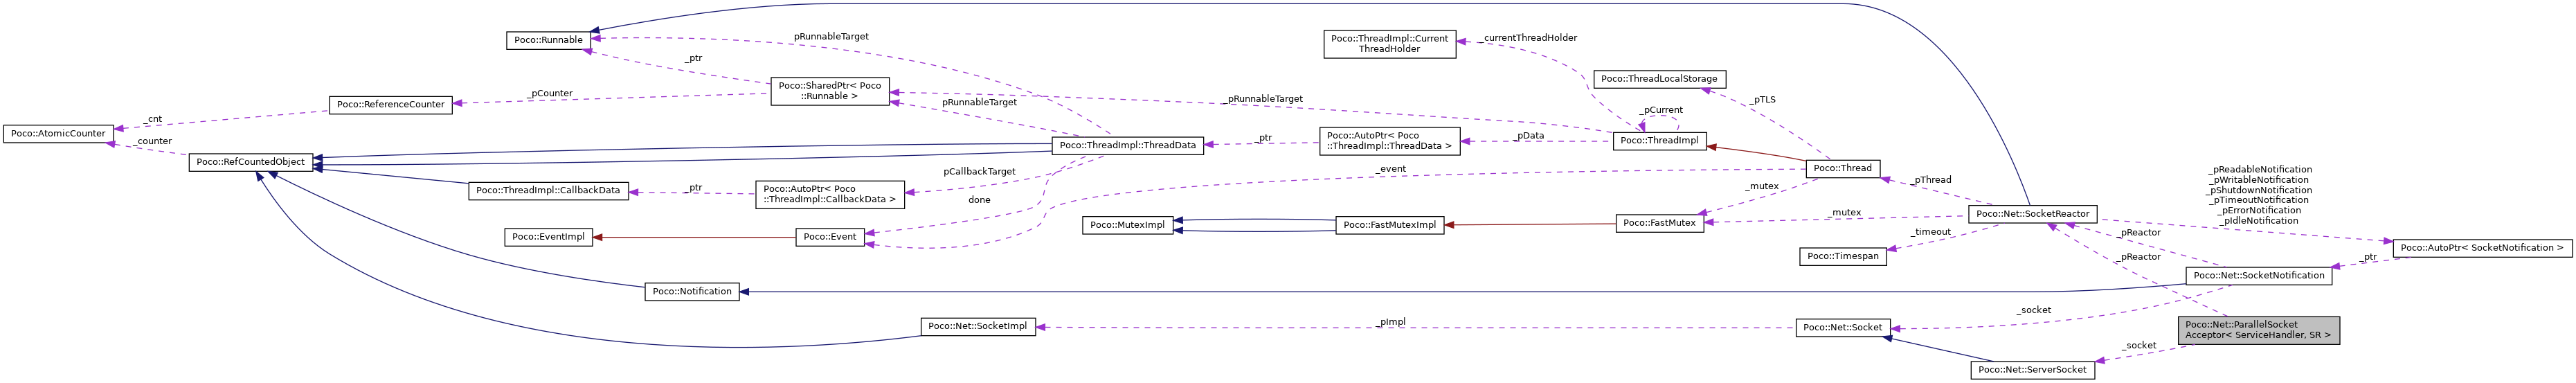 Poco::Runnable
pRunnableTarget
_ptr
Poco::ThreadImpl::Current
ThreadHolder
_currentThreadHolder
Poco::ThreadLocalStorage
Poco::SharedPtr< Poco
::Runnable >
_pCounter
Poco::ReferenceCounter
pRunnableTarget
_pRunnableTarget
_pTLS
_pCurrent
_cnt
Poco::AtomicCounter
_counter
Poco::RefCountedObject
Poco::ThreadImpl::ThreadData
_ptr
Poco::AutoPtr< Poco
::ThreadImpl::ThreadData >
_pData
Poco::ThreadImpl
Poco::Thread
_event
pCallbackTarget
Poco::ThreadImpl::CallbackData
_ptr
Poco::AutoPtr< Poco
::ThreadImpl::CallbackData >
done
_mutex
_pThread
_pReadableNotification
_pWritableNotification
_pShutdownNotification
_pTimeoutNotification
_pErrorNotification
_pIdleNotification
Poco::EventImpl
Poco::Event
Poco::MutexImpl
Poco::FastMutexImpl
Poco::FastMutex
_mutex
Poco::Net::SocketReactor
_timeout
Poco::Timespan
_pReactor
_pReactor
Poco::AutoPtr< SocketNotification >
_ptr
Poco::Net::SocketNotification
Poco::Notification
_socket
Poco::Net::SocketImpl
_pImpl
Poco::Net::Socket
Poco::Net::ParallelSocket
Acceptor< ServiceHandler, SR >
_socket
Poco::Net::ServerSocket